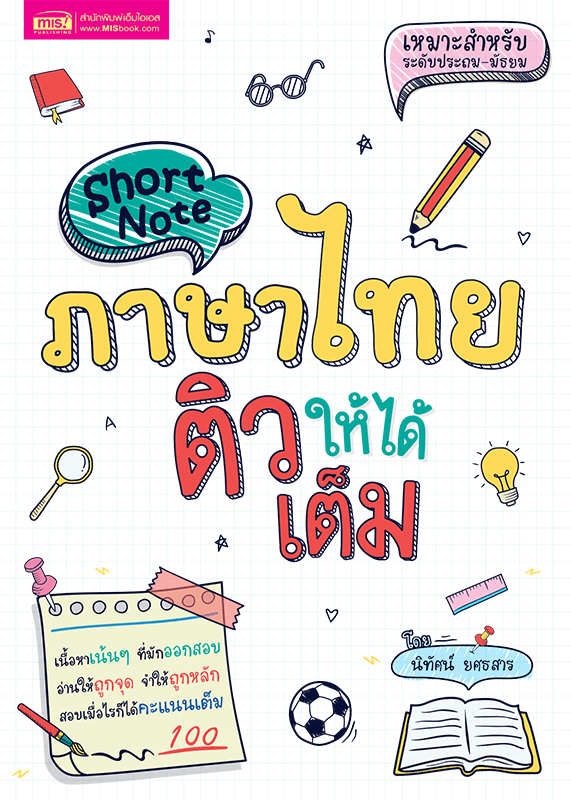 mis!
PUBLISHING
สำนักพิมพ์เอ็มไอเอส
www.MISbook.com
เหมาะสำหรับ
ระดับประถม-มัธยม
Short
Note
ภาษาไทย
ติวให้ได้
เต็ม
A
เนื้อหาเน้นๆ ที่มักออกสอบ
อ่านให้ถูกจุด จำให้ถูกหลัก
สอบเมื่อไรก็ได้คะแนนเต็ม
100
โดย
นิทัศน์ ยศธสาร